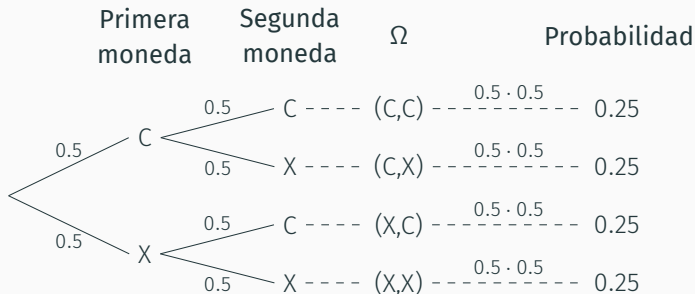 Primera moneda Segunda moneda Ω Probabilidad
0.5 C 0.5 C (C,C) 0.5 · 0.5 0.25
0.5 X (C,X) 0.5 · 0.5 0.25
0.5 X 0.5 C (X,C) 0.5 · 0.5 0.25
0.5 X (X,X) 0.5 · 0.5 0.25